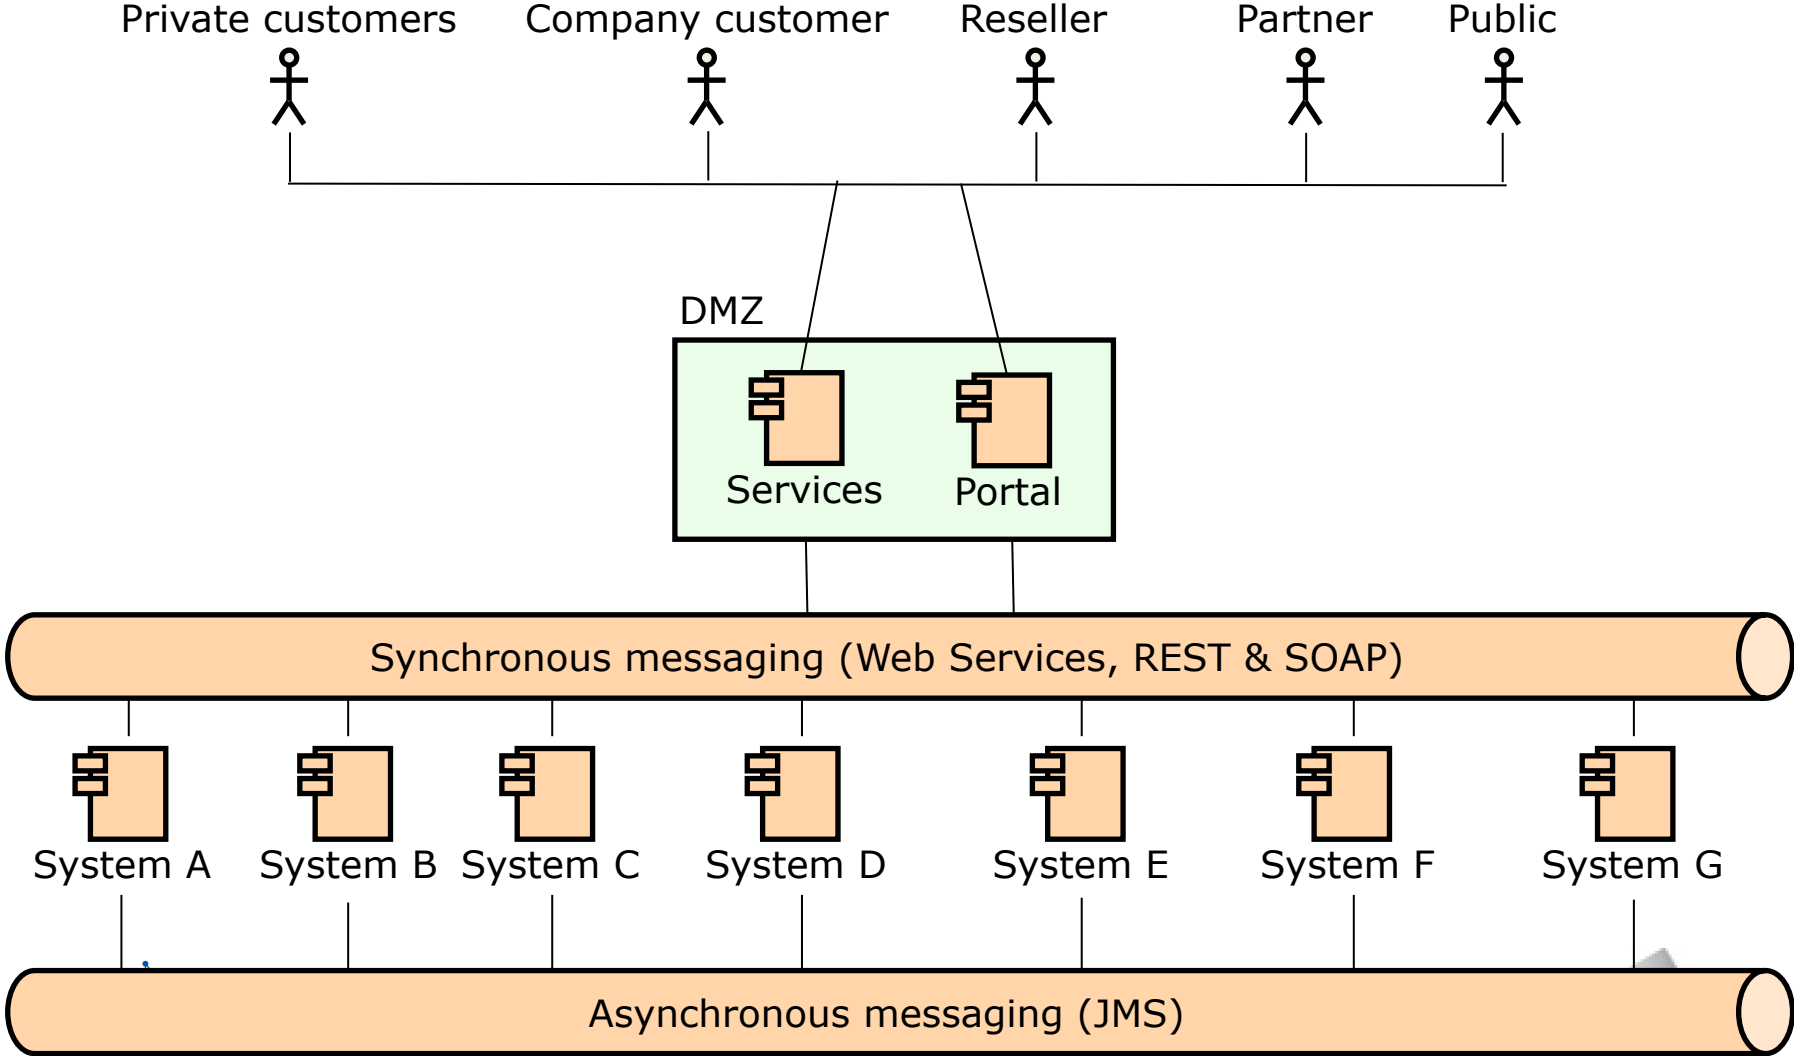 Private customers
Company customer
Reseller
Partner
Public
DMZ
Services
Portal
Synchronous messaging (Web Services, REST & SOAP)
System A
System B
System C
System D
System E
System F
System G
Asynchronous messaging (JMS)